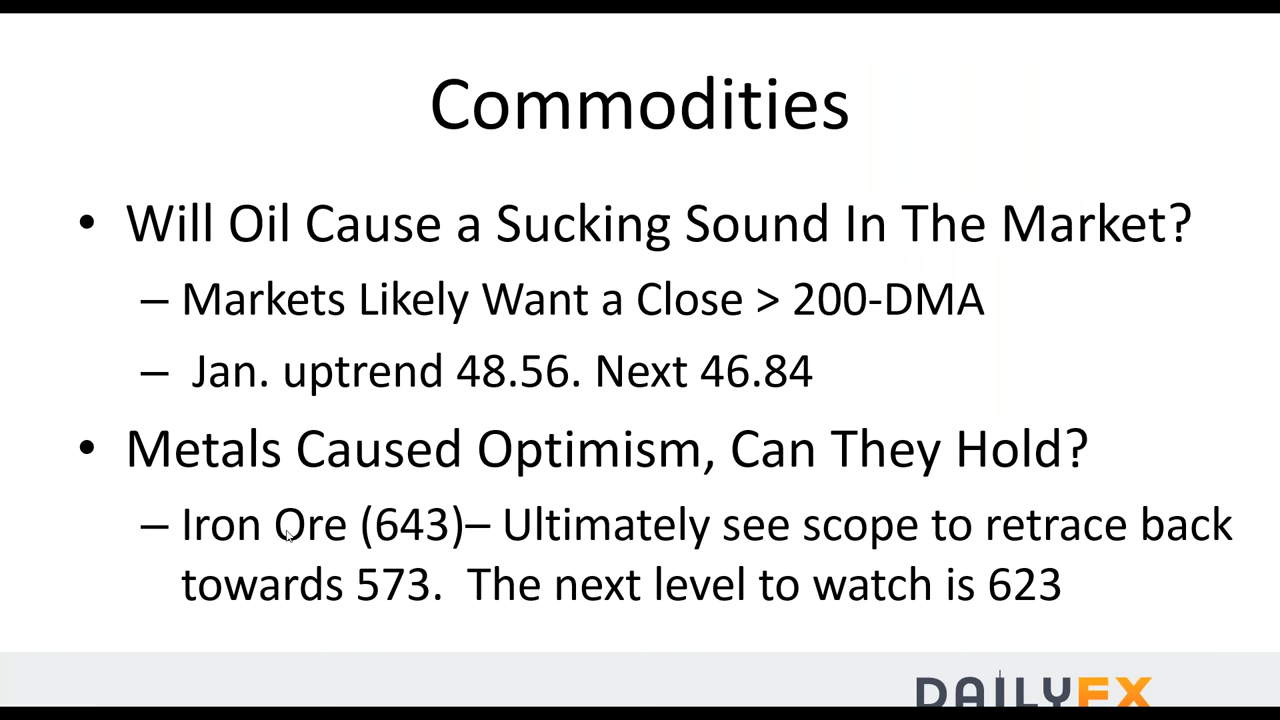 Commodities
• Will Oil Cause a Sucking Sound In The Market?
– Markets Likely Want a Close > 200-DMA
– Jan. uptrend 48.56. Next 46.84
• Metals Caused Optimism, Can They Hold?
– Iron Ore (643)– Ultimately see scope to retrace back
towards 573.  The next level to watch is 623
DAILYFX